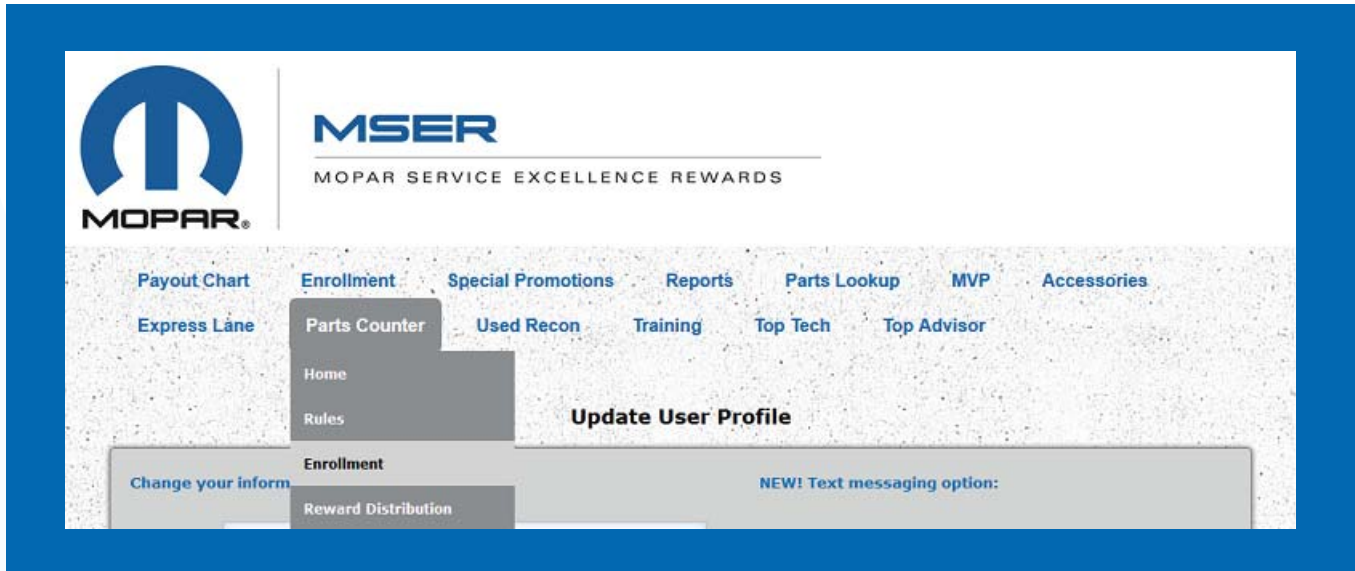 MSER
MOPAR SERVICE EXCELLENCE REWARDS
MOPAR®
Payout Chart Enrollment Special Promotions Reports Parts Lookup MVP Accessories
Express Lane Parts Counter Used Recon Training Top Tech Top Advisor
Home
Rules
Update User Profile
Enrollment
Change your inform
NEW! Text messaging option:
Reward Distribution